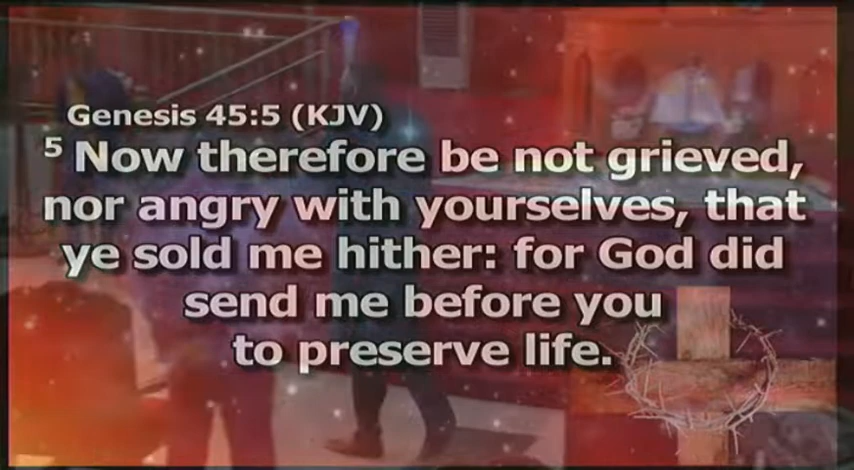 Genesis 45:5 (KJV)
5 Now therefore be not grieved,
nor angry with yourselves, that
ye sold me hither: for God did
send me before you
to preserve life.